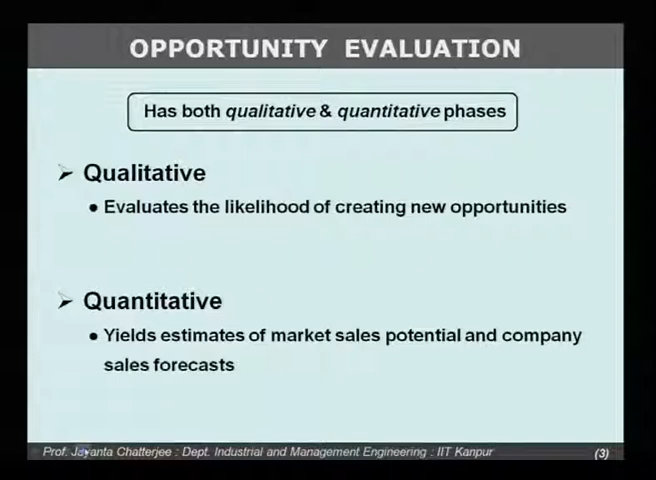 OPPORTUNITY EVALUATION
Has both qualitative & quantitative phases
➢ Qualitative
● Evaluates the likelihood of creating new opportunities
➢ Quantitative
● Yields estimates of market sales potential and company
sales forecasts
Prof. Jayanta Chatterjee : Dept. Industrial and Management Engineering : IIT Kanpur (3)